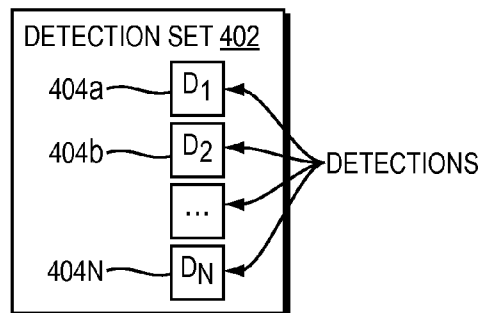 DETECTION SET 402
404a D1
404b D2
DETECTIONS
...
404N DN